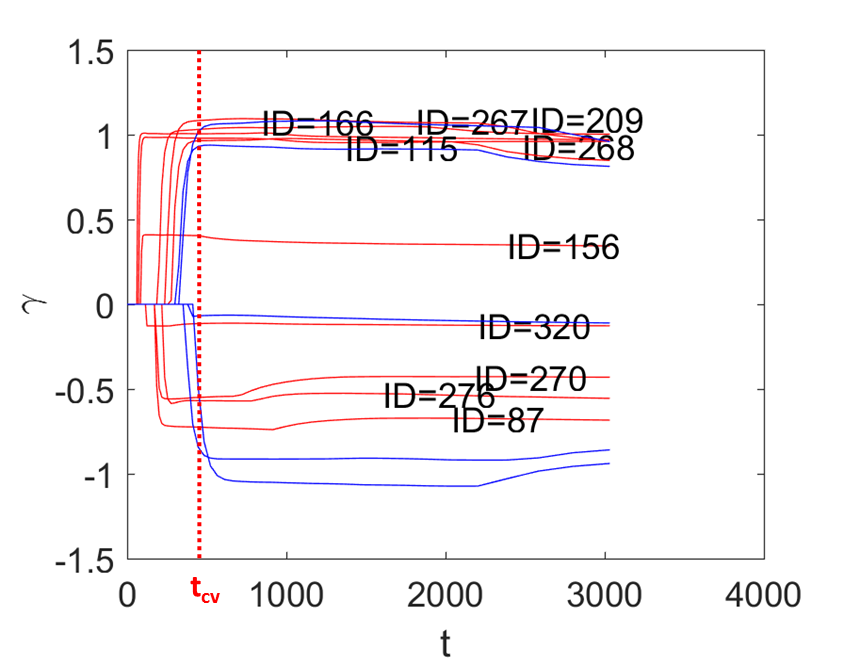 1.5
ID=166 ID=267 ID=209
1
ID=115 ID=268
0.5
ID=156
0
γ
ID=320
ID=270
-0.5
ID=276
ID=87
-1
-1.5
tcv
0 1000 2000 3000 4000
t